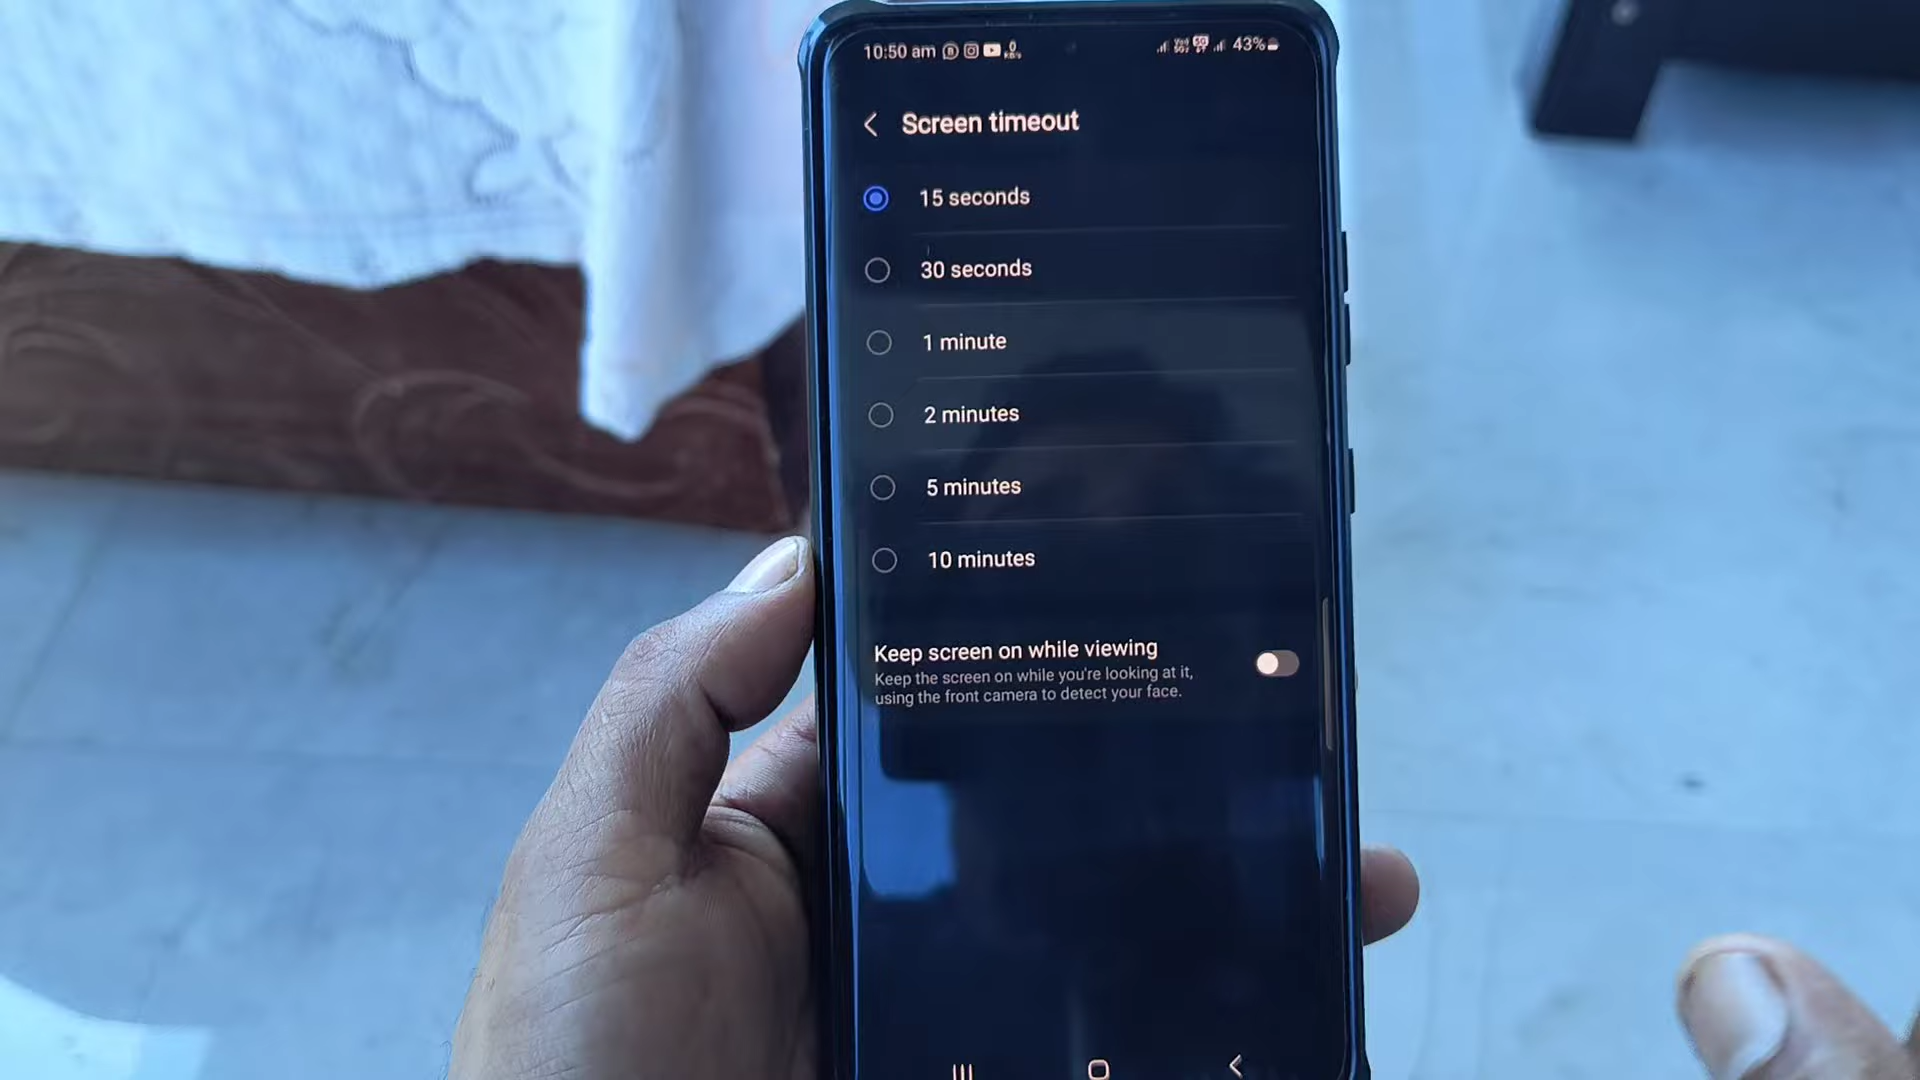 10:50 am 43%
Screen timeout
15 seconds
30 seconds
1 minute
2 minutes
5 minutes
10 minutes
Keep screen on while viewing
Keep the screen on while you're looking at it,
using the front camera to detect your face.